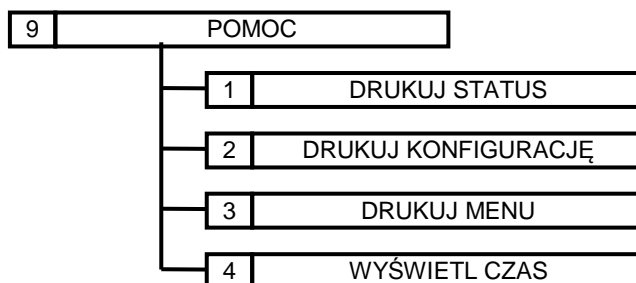 9 POMOC
1 DRUKUJ STATUS
2 DRUKUJ KONFIGURACJĘ
3 DRUKUJ MENU
4 WYŚWIETL CZAS